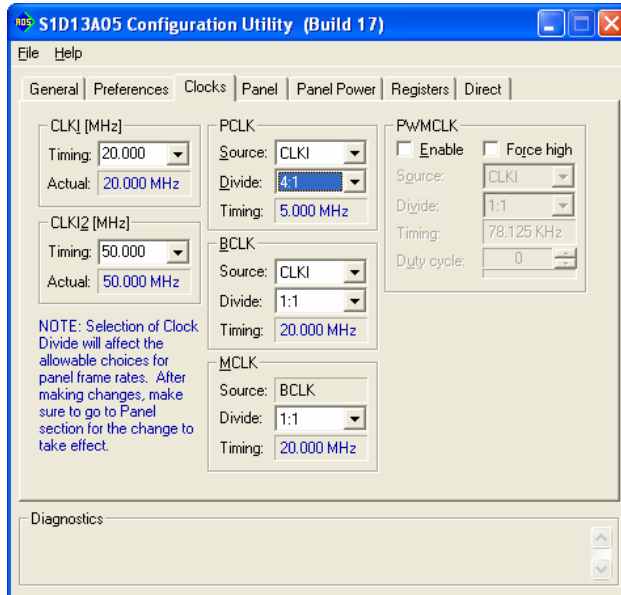 S1D13A05 Configuration Utility (Build 17)
File Help
General Preferences Clocks Panel Panel Power Registers Direct
CLKI [MHz]
Timing: 20.000
Actual: 20.000 MHz
CLKI2 [MHz]
Timing: 50.000
Actual: 50.000 MHz
NOTE: Selection of Clock
Divide will affect the
allowable choices for
panel frame rates. After
making changes, make
sure to go to Panel
section for the change to
take effect.
PCLK
Source: CLKI
Divide: 4:1
Timing: 5.000 MHz
BCLK
Source: CLKI
Divide: 1:1
Timing: 20.000 MHz
MCLK
Source: BCLK
Divide: 1:1
Timing: 20.000 MHz
PWMCLK
Enable Force high
Source: CLKI
Divide: 1:1
Timing: 78.125 KHz
Duty cycle: 0
Diagnostics